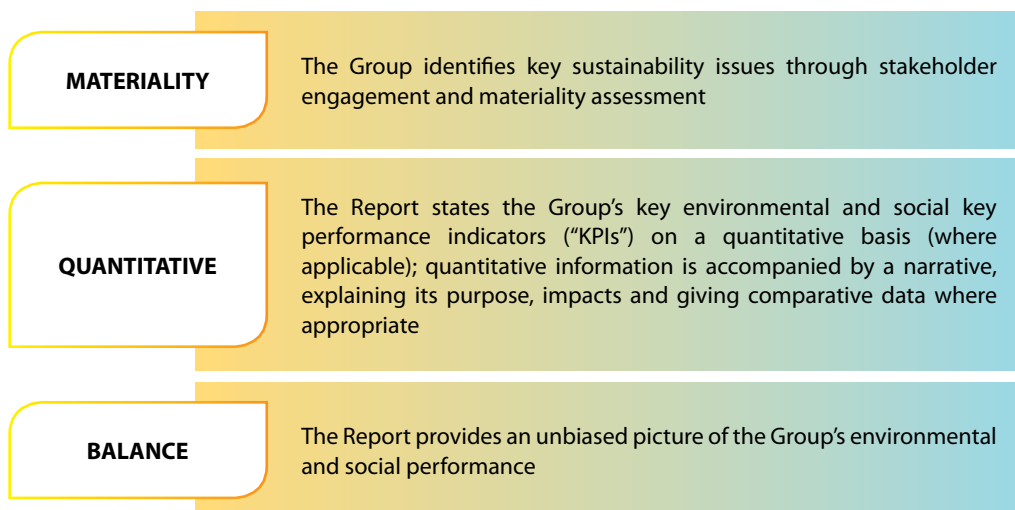 MATERIALITY
The Group identifies key sustainability issues through stakeholder
engagement and materiality assessment
QUANTITATIVE
The Report states the Group’s key environmental and social key
performance indicators (“KPIs”) on a quantitative basis (where
applicable); quantitative information is accompanied by a narrative,
explaining its purpose, impacts and giving comparative data where
appropriate
BALANCE
The Report provides an unbiased picture of the Group’s environmental
and social performance